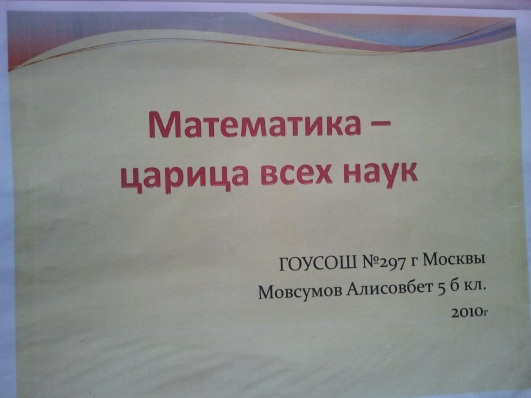 Математика –
царица всех наук
ГОУСОШ №297 г Москвы
Мовсумов Алисовбет 5 б кл.
2010г